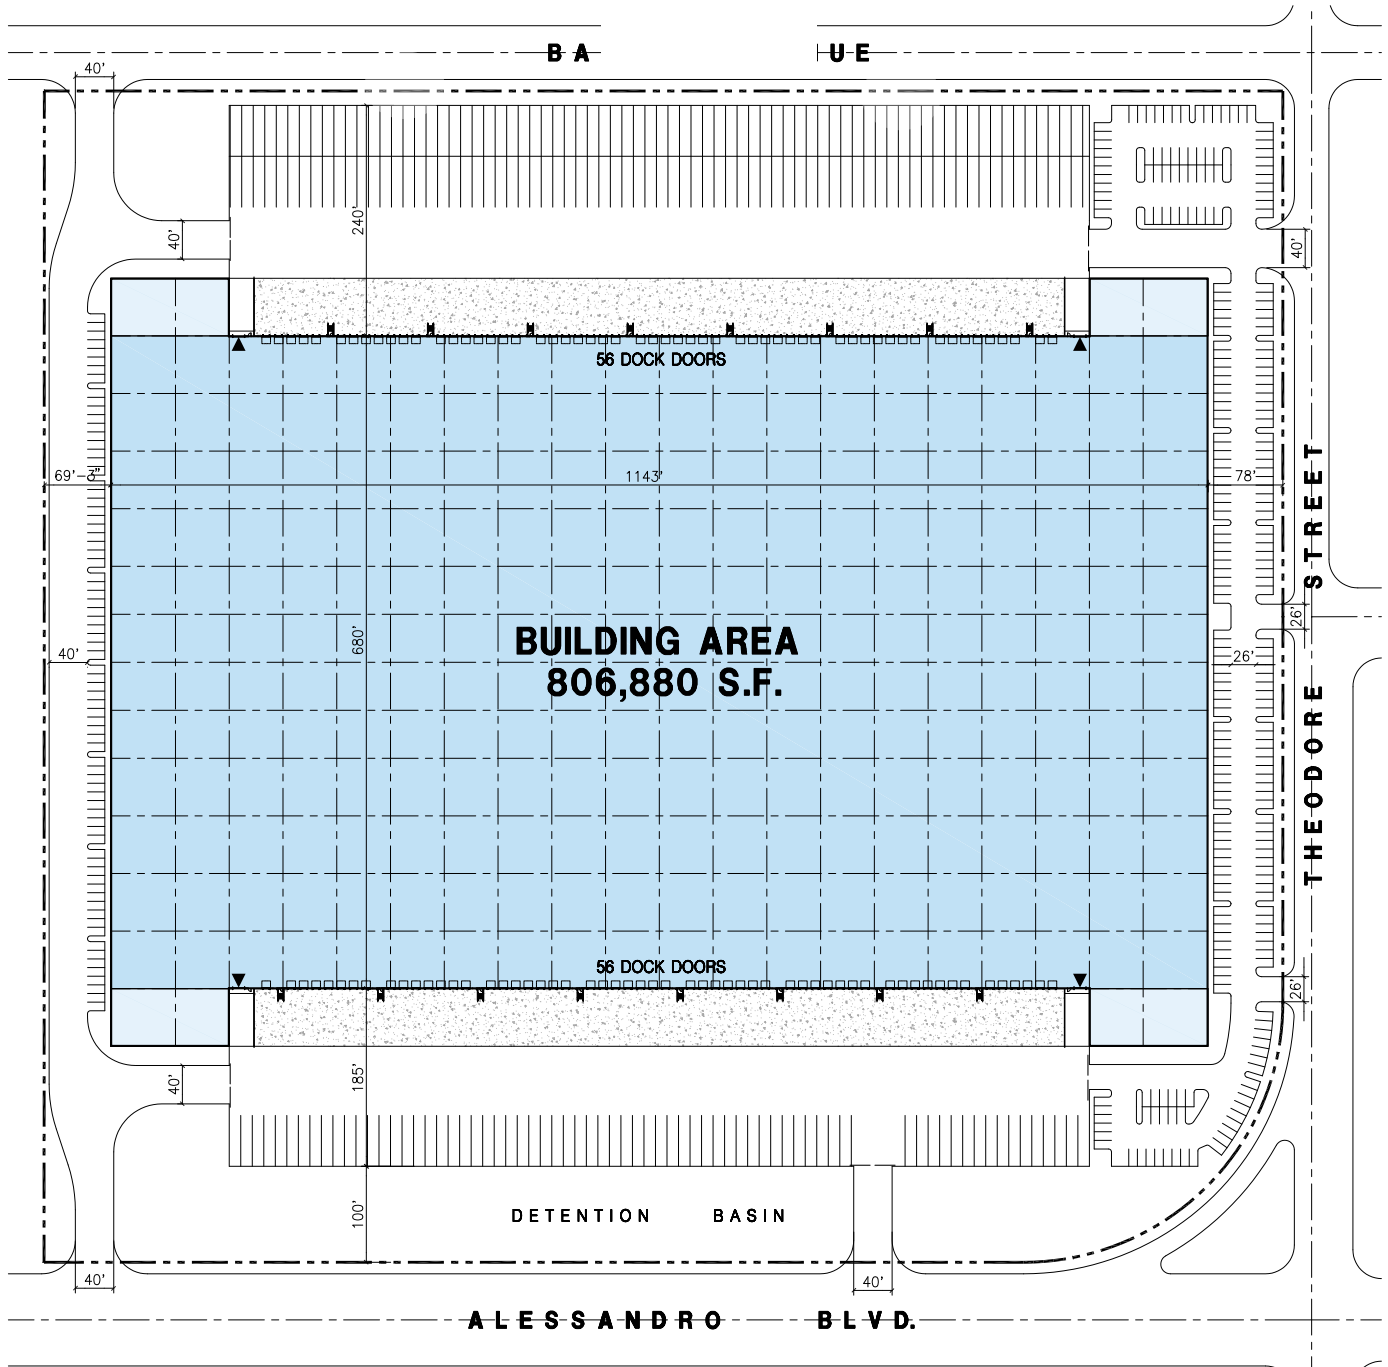 BA UE
40'
240'
40'
40'
56 DOCK DOORS
69'-3"
1143'
78'
STREET
26'
BUILDING AREA
806,880 S.F.
680'
40'
26'
THEODORE
56 DOCK DOORS
26'
40'
185'
100'
DETENTION BASIN
40'
40'
ALESSANDRO BLVD.